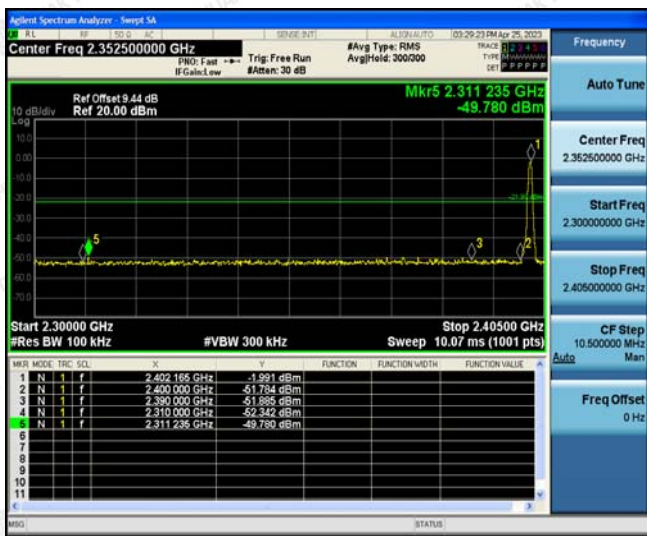 Agilent Spectrum Analyzer - Swept SA
RL RF 50 Ω AC SENSE:INT ALIGN AUTO 03:29:23 PM Apr 25, 2023
Center Freq 2.352500000 GHz
PNO: Fast
IFGain:Low
Trig: Free Run
#Atten: 30 dB
#Avg Type: RMS
Avg|Hold: 300/300
TRACE 1 2 3 4 5 6
TYPE
DET P P P P P P
Frequency
Mkr5 2.311 235 GHz
-49.780 dBm
Ref Offset 9.44 dB
Ref 20.00 dBm
10 dB/div
Log
10.0
0.00
-10.0
-20.0
-30.0
-40.0
-50.0
-60.0
-70.0
1
5
3
2
Start 2.30000 GHz
Stop 2.40500 GHz
#Res BW 100 kHz
#VBW 300 kHz
Sweep 10.07 ms (1001 pts)
MKR MODE TRC SCL X Y FUNCTION FUNCTION WIDTH FUNCTION VALUE
1 N 1 f 2.402 165 GHz -1.991 dBm
2 N 1 f 2.400 000 GHz -51.784 dBm
3 N 1 f 2.390 000 GHz -51.885 dBm
4 N 1 f 2.310 000 GHz -52.342 dBm
5 N 1 f 2.311 235 GHz -49.780 dBm
6
7
8
9
10
11
MSG
STATUS
Auto Tune
Center Freq
2.352500000 GHz
Start Freq
2.300000000 GHz
Stop Freq
2.405000000 GHz
CF Step
10.500000 MHz
Auto Man
Freq Offset
0 Hz